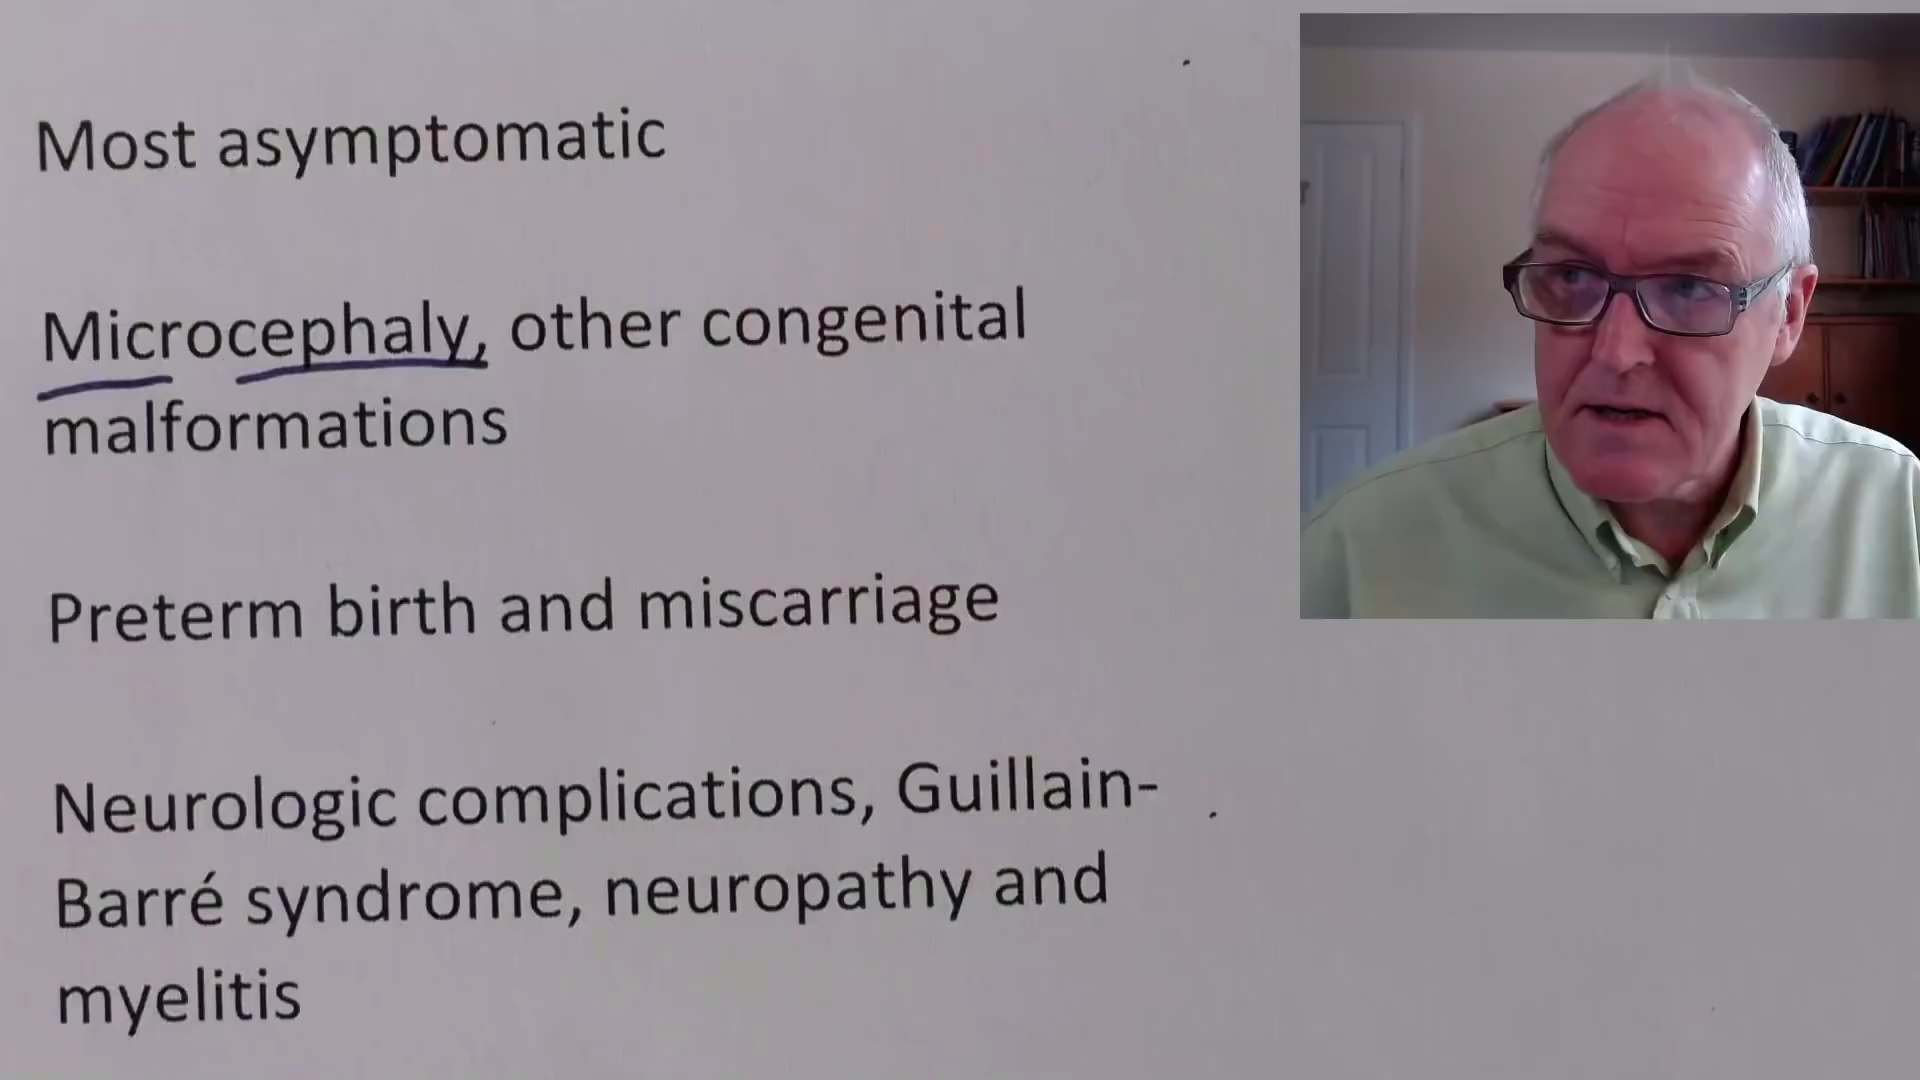 Most asymptomatic
Microcephaly, other congenital
malformations
Preterm birth and miscarriage
Neurologic complications, Guillain-
Barré syndrome, neuropathy and
myelitis